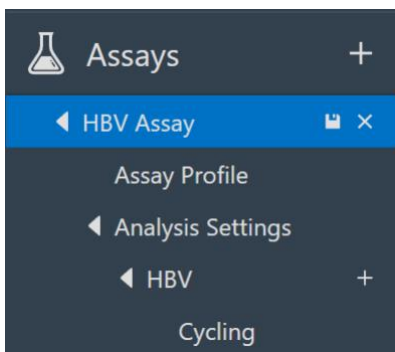 Assays
HBV Assay
Assay Profile
Analysis Settings
HBV
Cycling